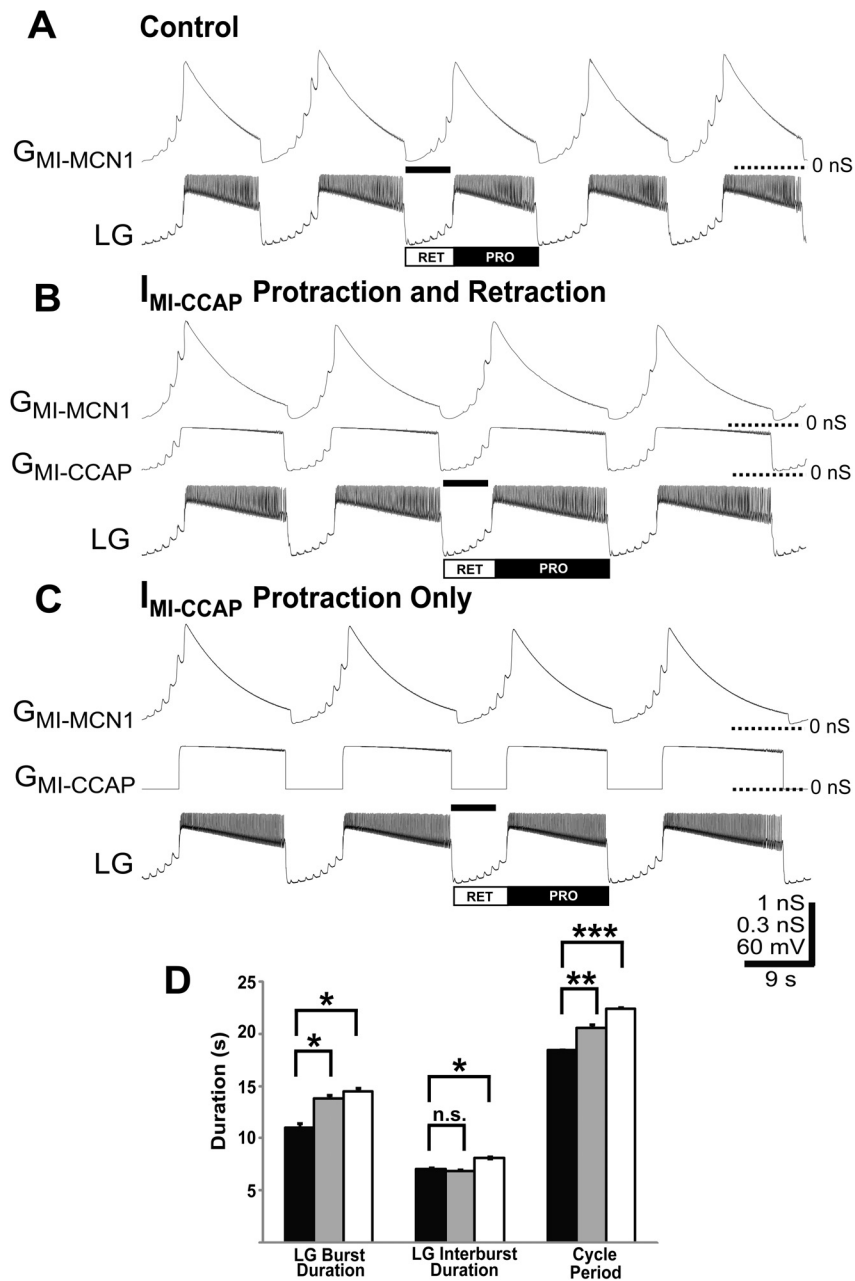 A Control
GMI-MCN1
0 nS
LG
RET PRO
B IMI-CCAP Protraction and Retraction
GMI-MCN1
0 nS
GMI-CCAP
0 nS
LG
RET PRO
C IMI-CCAP Protraction Only
GMI-MCN1
0 nS
GMI-CCAP
0 nS
LG
RET PRO
1 nS
0.3 nS
60 mV
9 s
D
Duration (s)
25
20
15
10
5
*
*
*
n.s.
***
**
LG Burst
Duration
LG Interburst
Duration
Cycle
Period